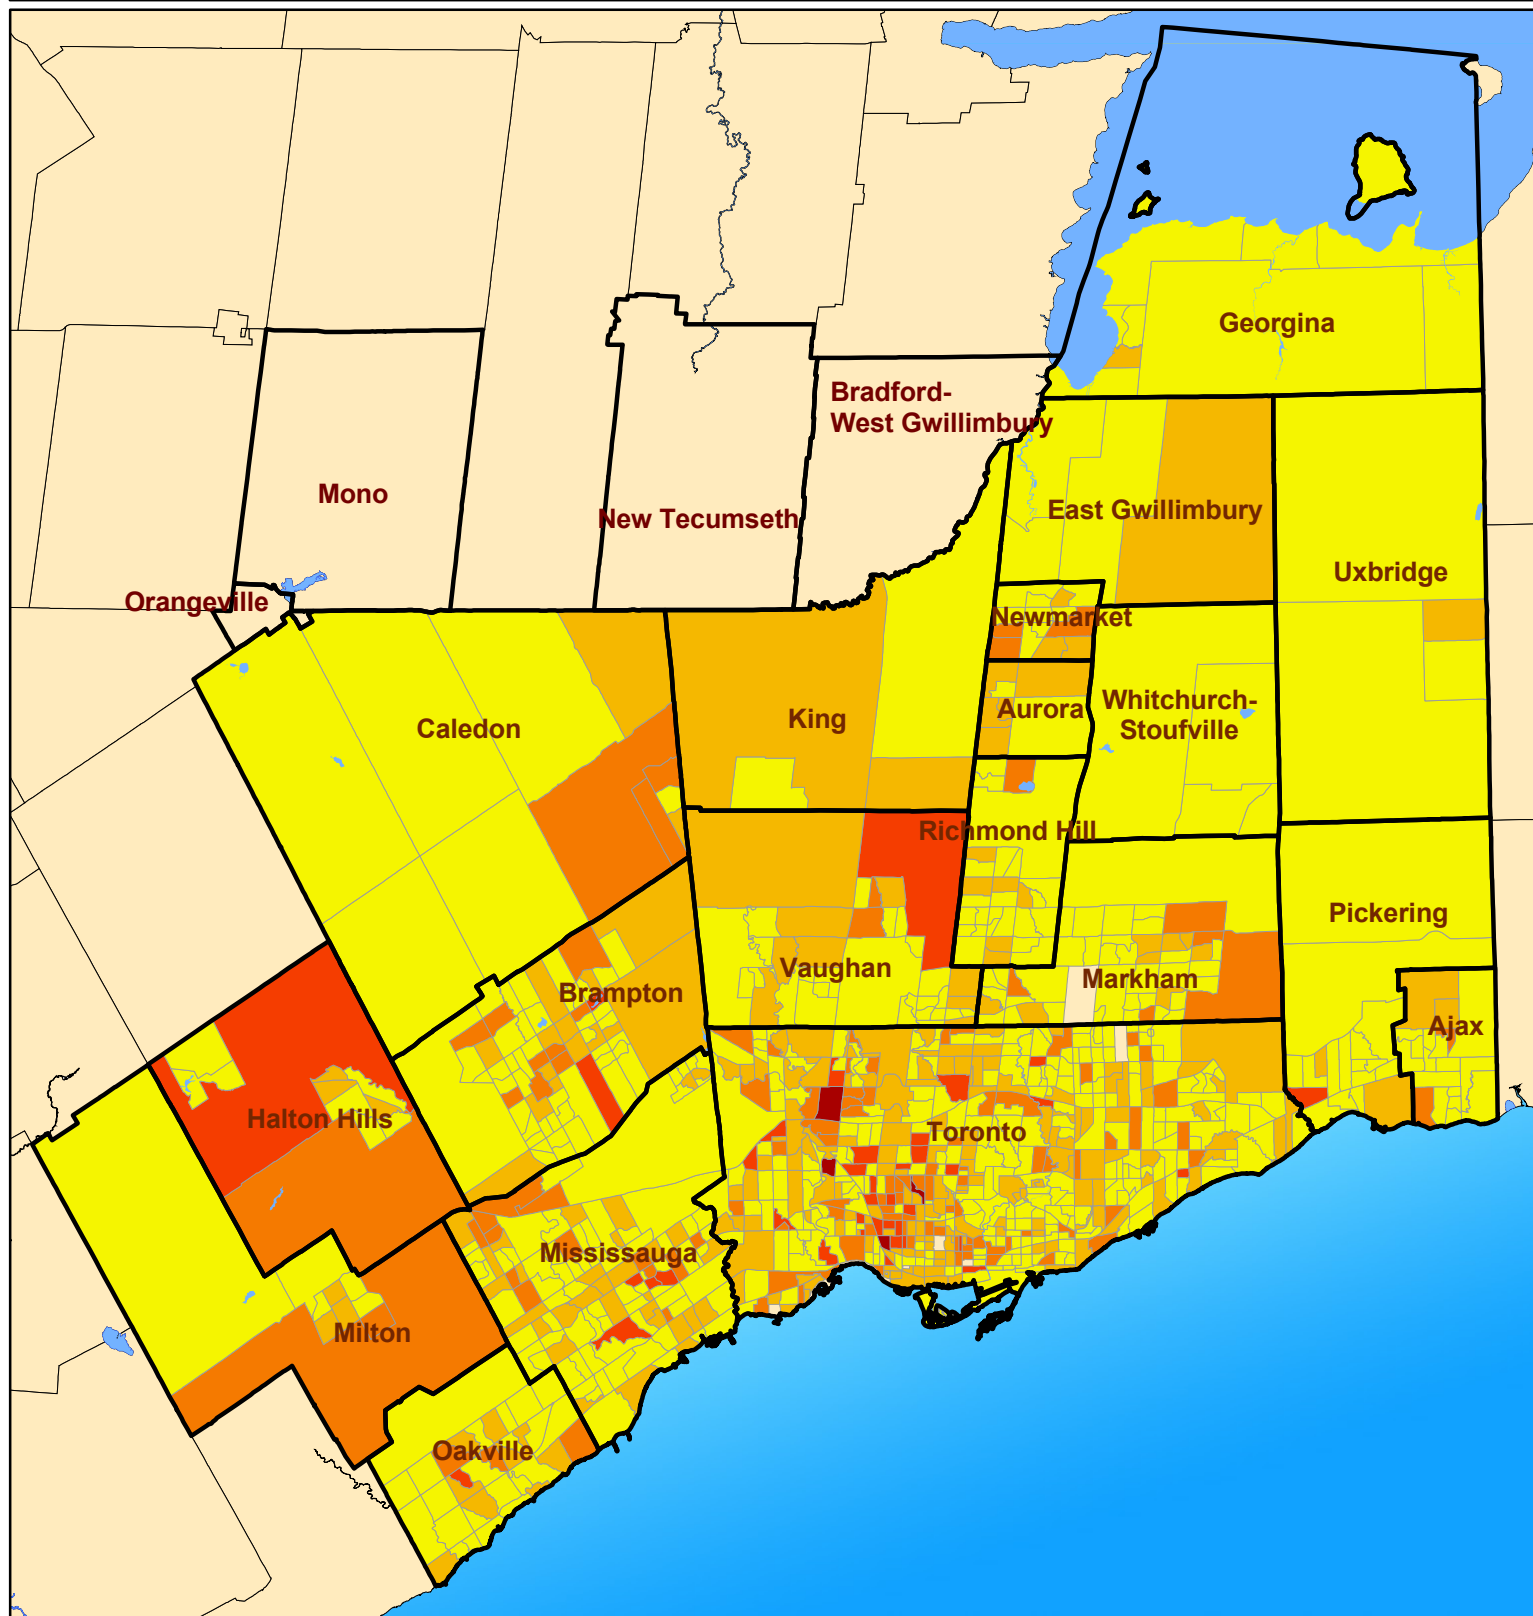 Georgina
Bradford-
West Gwillimbury
Mono
New Tecumseth
East Gwillimbury
Uxbridge
Orangeville
Newmarket
Caledon
King
Aurora
Whitchurch-
Stoufville
Richmond Hill
Pickering
Vaughan
Markham
Brampton
Ajax
Halton Hills
Toronto
Mississauga
Milton
Oakville